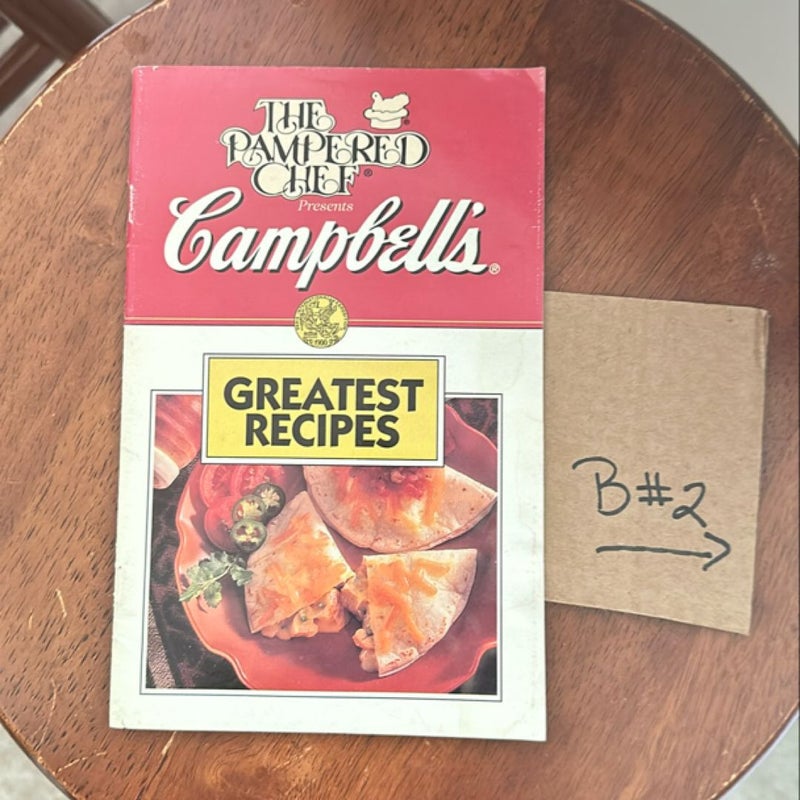 THE
PAMPERED
CHEF®
Presents
Campbell's®
GREATEST
RECIPES
B#2